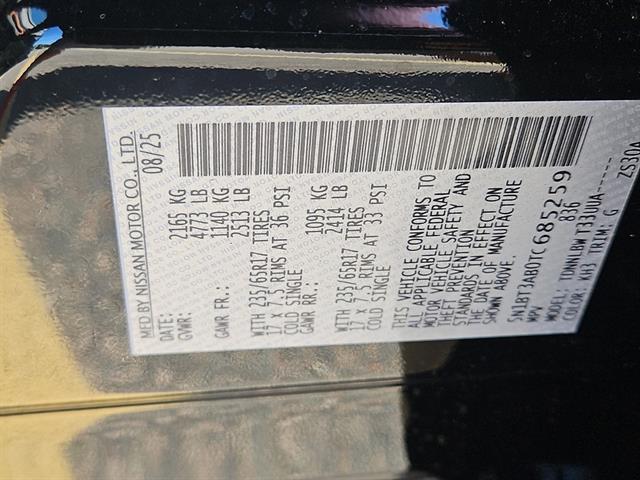 MFD BY NISSAN MOTOR CO., LTD.
DATE: 08/25
GVWR: 2165 KG
4773 LB
GAWR FR.: 1140 KG
2513 LB
WITH 235/65R17 TIRES
17 X 7.5 RIMS AT 36 PSI
COLD SINGLE
GAWR RR.: 1095 KG
2414 LB
WITH 235/65R17 TIRES
17 X 7.5 RIMS AT 33 PSI
COLD SINGLE
THIS VEHICLE CONFORMS TO
ALL APPLICABLE FEDERAL
MOTOR VEHICLE SAFETY AND
THEFT PREVENTION
STANDARDS IN EFFECT ON
THE DATE OF MANUFACTURE
SHOWN ABOVE.
5N1BT3AB0TC685259
MPV 836
MODEL:
COLOR: KH3 TRIM: G
ZS30A